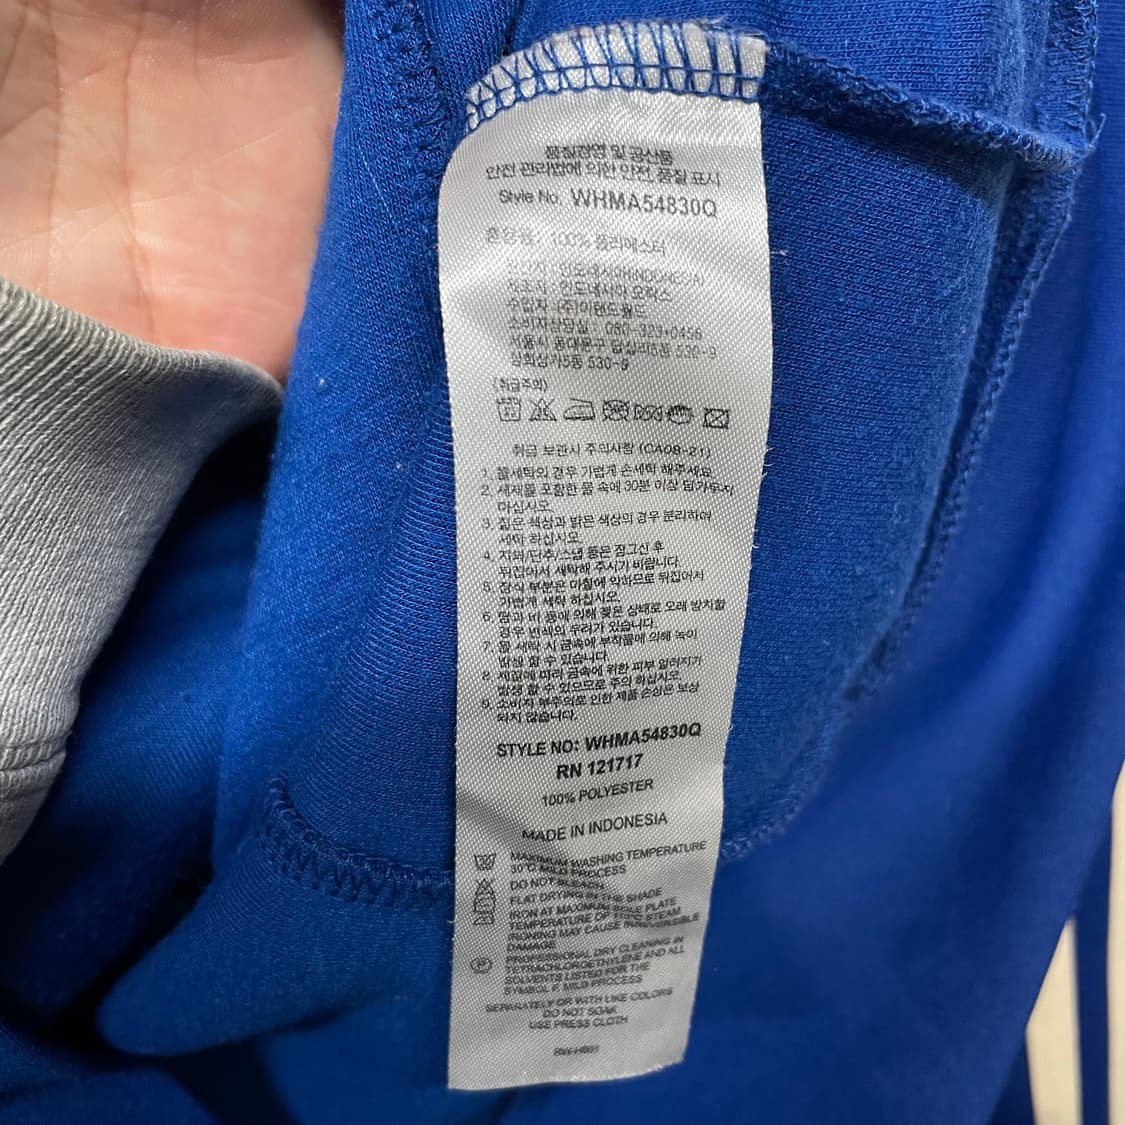 품질경영 및 공산품
안전 관리법에 의한 안전, 품질 표시
Style No. WHMA54830Q
혼용율: 100% 폴리에스터
인도네시아(INDONESIA)
제조사: 인도네시아
수입자: (주)이랜드월드
소비자상담실: 080-323-0456
서울시 동대문구 답십리5동 530-9
장희상가5동 530-9
(취급주의)
취급 보관시 주의사항 (CA08-21)
1. 물세탁의 경우 가볍게 손세탁 해주세요.
2. 세제를 포함한 물 속에 30분 이상 담가두지
마십시오.
3. 짙은 색상과 밝은 색상의 경우 분리하여
세탁 하십시오.
4. 지퍼/단추/스냅 등은 잠그신 후
뒤집어서 세탁해 주시기 바랍니다.
5. 장식 부분은 마찰에 약하므로 뒤집어서
가볍게 세탁 하십시오.
6. 땀과 비 등에 의해 젖은 상태로 오래 방치할
경우 변색의 우려가 있습니다.
7. 물 세탁 시 금속에 부착물에 의해 녹이
발생 할 수 있습니다.
8. 체질에 따라 금속에 위한 피부 알러지가
발생 할 수 있으므로 주의 하십시오.
9. 소비자 부주의로 인한 제품 손상은 보상
되지 않습니다.
STYLE NO: WHMA54830Q
RN 121717
100% POLYESTER
MADE IN INDONESIA
MAXIMUM WASHING TEMPERATURE
30°C MILD PROCESS
DO NOT BLEACH
FLAT DRYING IN THE SHADE
IRON AT MAXIMUM SOLE PLATE
TEMPERATURE OF 110°C STEAM
IRONING MAY CAUSE IRREVERSIBLE
DAMAGE
PROFESSIONAL DRY CLEANING IN
TETRACHLOROETHYLENE AND ALL
SOLVENTS LISTED FOR THE
SYMBOL F. MILD PROCESS
SEPARATELY OR WITH LIKE COLORS
DO NOT SOAK
USE PRESS CLOTH